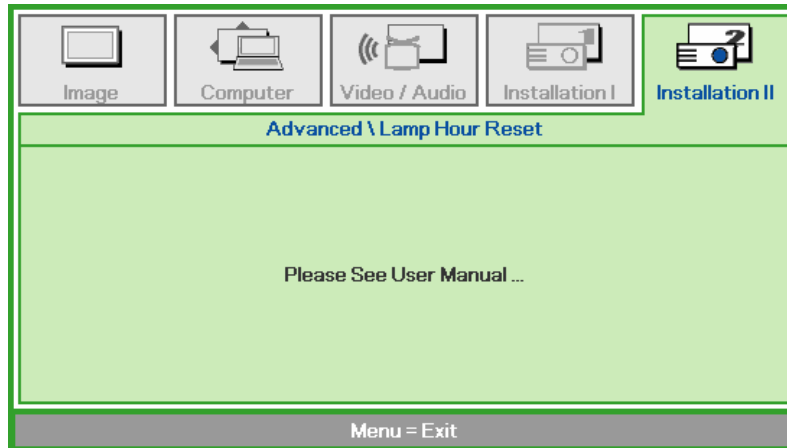 Image
Computer
Video / Audio
Installation I
Installation II
Advanced \ Lamp Hour Reset
Please See User Manual ...
Menu = Exit